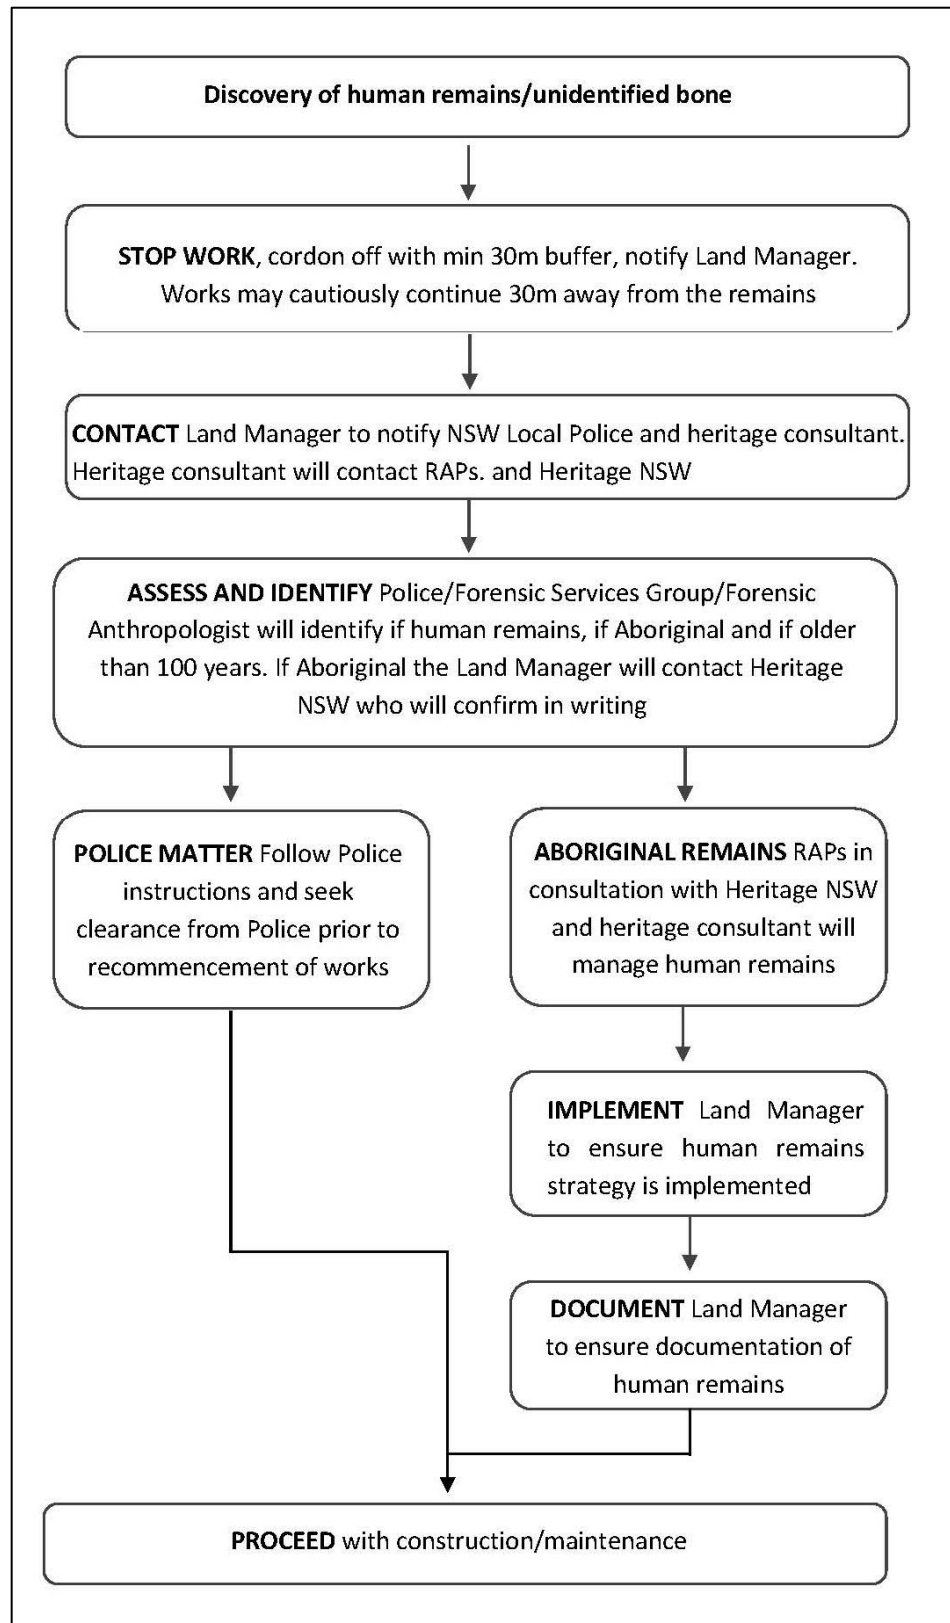 Discovery of human remains/unidentified bone
STOP WORK, cordon off with min 30m buffer, notify Land Manager.
Works may cautiously continue 30m away from the remains
CONTACT Land Manager to notify NSW Local Police and heritage consultant.
Heritage consultant will contact RAPs. and Heritage NSW
ASSESS AND IDENTIFY Police/Forensic Services Group/Forensic
Anthropologist will identify if human remains, if Aboriginal and if older
than 100 years. If Aboriginal the Land Manager will contact Heritage
NSW who will confirm in writing
POLICE MATTER Follow Police
instructions and seek
clearance from Police prior to
recommencement of works
ABORIGINAL REMAINS RAPs in
consultation with Heritage NSW
and heritage consultant will
manage human remains
IMPLEMENT Land Manager
to ensure human remains
strategy is implemented
DOCUMENT Land Manager
to ensure documentation of
human remains
PROCEED with construction/maintenance